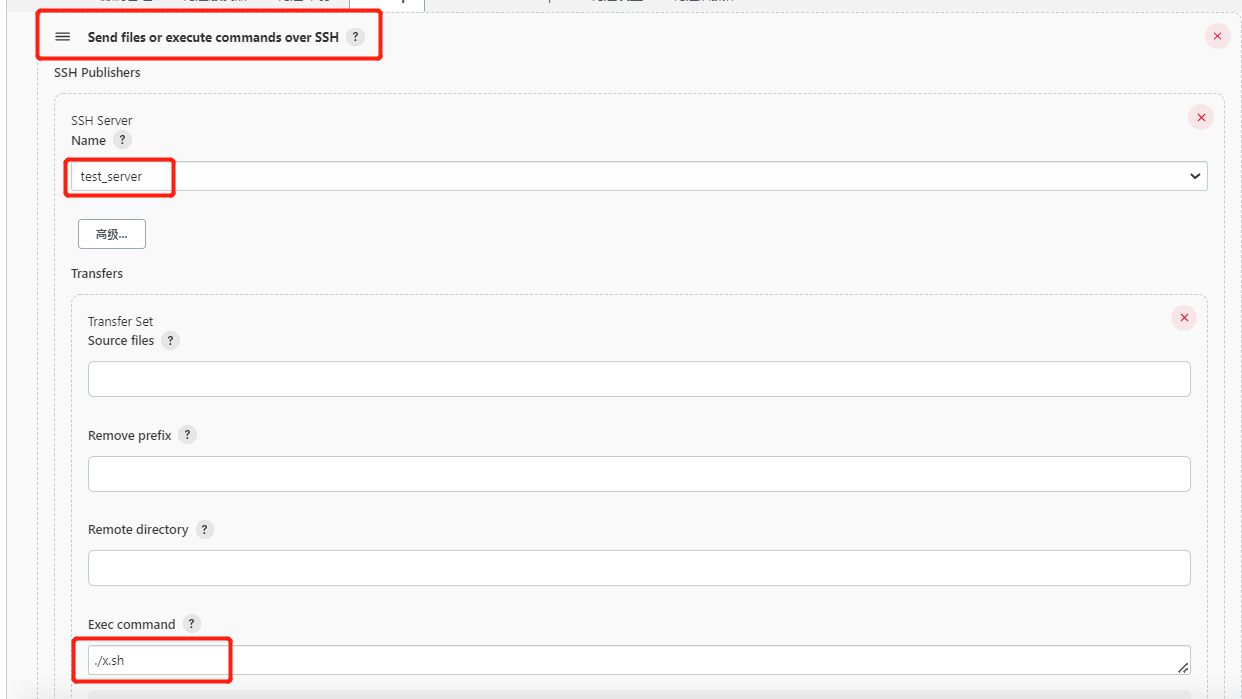 Send files or execute commands over SSH ?
SSH Publishers
SSH Server
Name ?
test_server
高级...
Transfers
Transfer Set
Source files ?
Remove prefix ?
Remote directory ?
Exec command ?
./x.sh